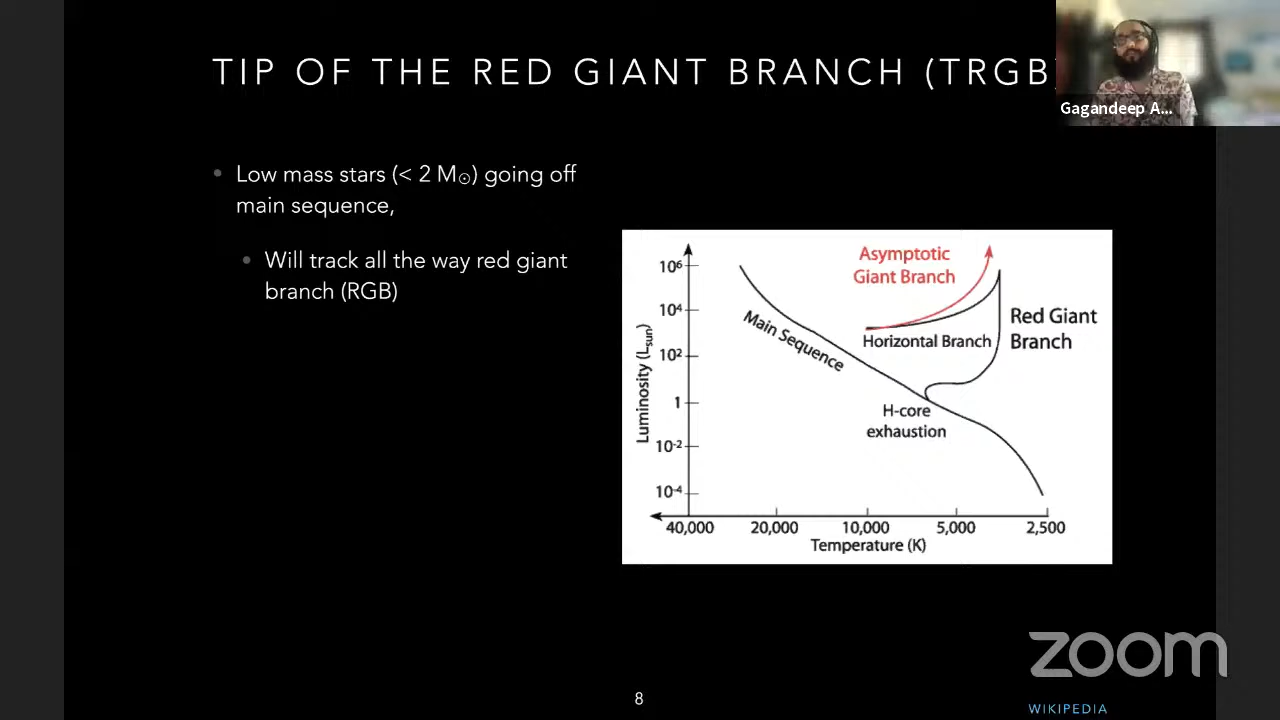 TIP OF THE RED GIANT BRANCH (TRGB)
Gagandeep A...
• Low mass stars (< 2 M☉) going off
main sequence,
• Will track all the way red giant
branch (RGB)
Asymptotic
Giant Branch
Red Giant
Branch
Horizontal Branch
Main Sequence
H-core
exhaustion
Luminosity (Lsun)
10⁶
10⁴
10²
1
10⁻²
10⁻⁴
40,000 20,000 10,000 5,000 2,500
Temperature (K)
zoom
8
WIKIPEDIA